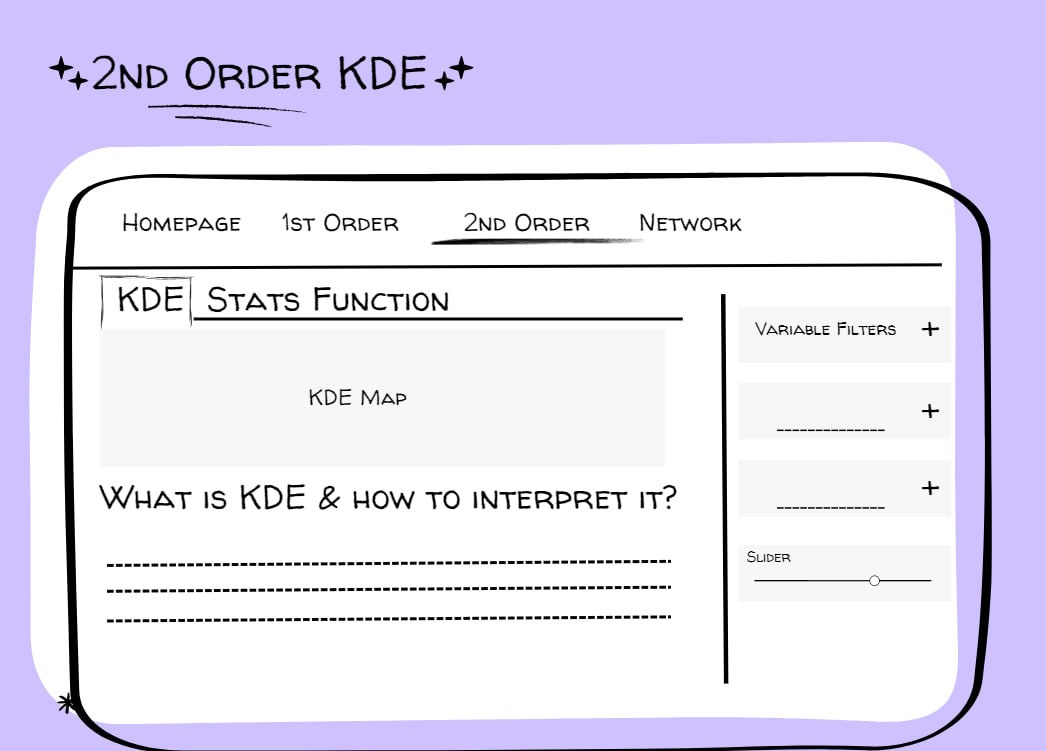 2nd Order KDE
Homepage 1st Order 2nd Order Network
KDE Stats Function
KDE Map
What is KDE & how to interpret it?
Variable Filters +
+
+
Slider